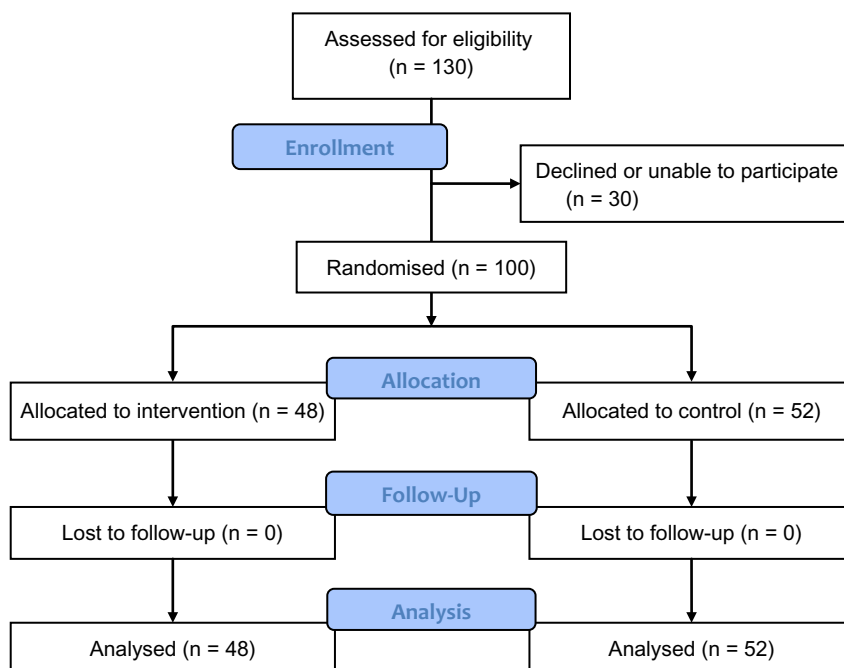 Assessed for eligibility
(n = 130)
Enrollment
Declined or unable to participate
(n = 30)
Randomised (n = 100)
Allocation
Allocated to intervention (n = 48)
Allocated to control (n = 52)
Follow-Up
Lost to follow-up (n = 0)
Lost to follow-up (n = 0)
Analysis
Analysed (n = 48)
Analysed (n = 52)